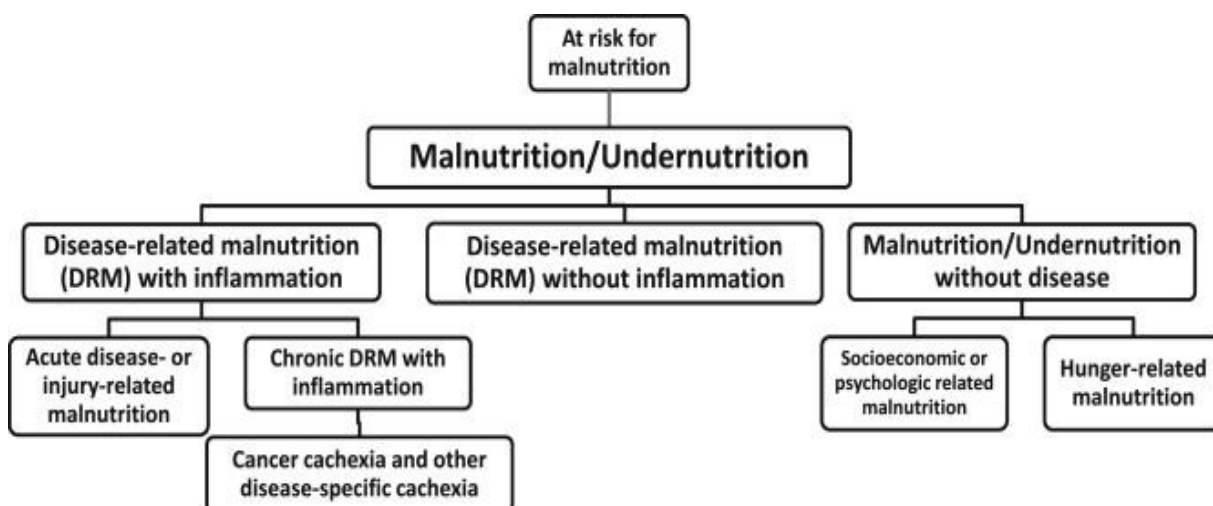 At risk for
malnutrition
Malnutrition/Undernutrition
Disease-related malnutrition
(DRM) with inflammation
Disease-related malnutrition
(DRM) without inflammation
Malnutrition/Undernutrition
without disease
Acute disease- or
injury-related
malnutrition
Chronic DRM with
inflammation
Socioeconomic or
psychologic related
malnutrition
Hunger-related
malnutrition
Cancer cachexia and other
disease-specific cachexia